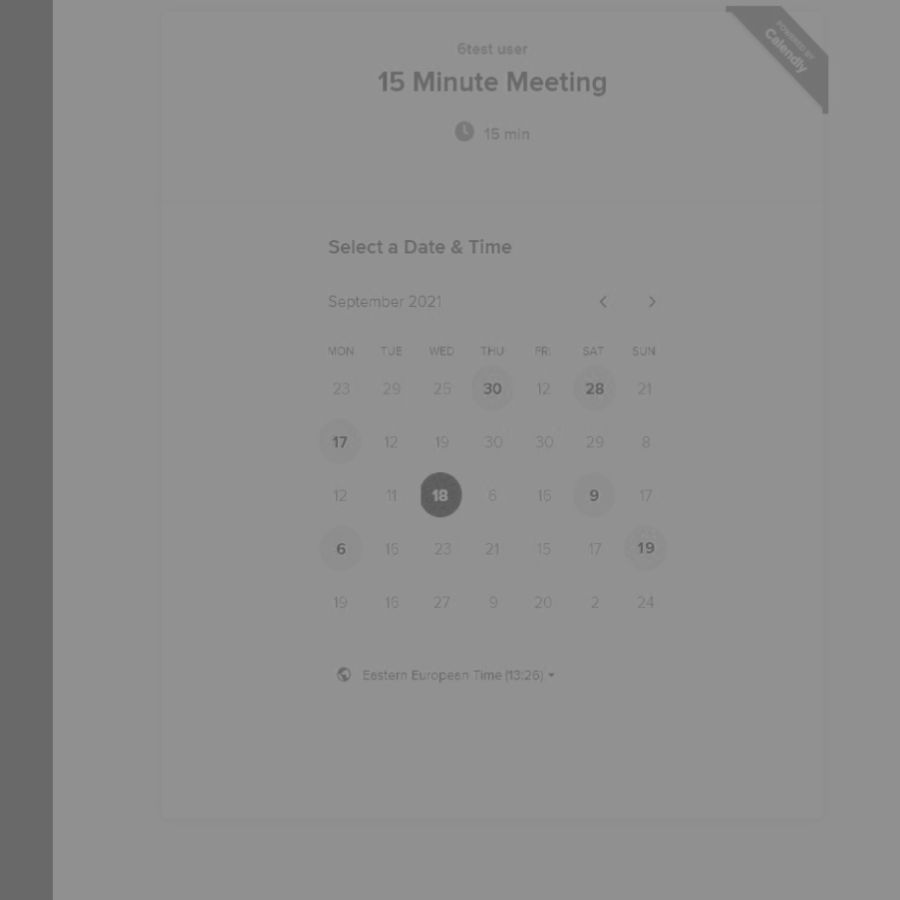 POWERED BY
Calendly
6test user
15 Minute Meeting
15 min
Select a Date & Time
September 2021
MON TUE WED THU FRI SAT SUN
23 29 25 30 12 28 21
17 12 19 30 30 29 8
12 11 18 6 16 9 17
6 16 23 21 15 17 19
19 16 27 9 20 2 24
Eastern European Time (13:26)